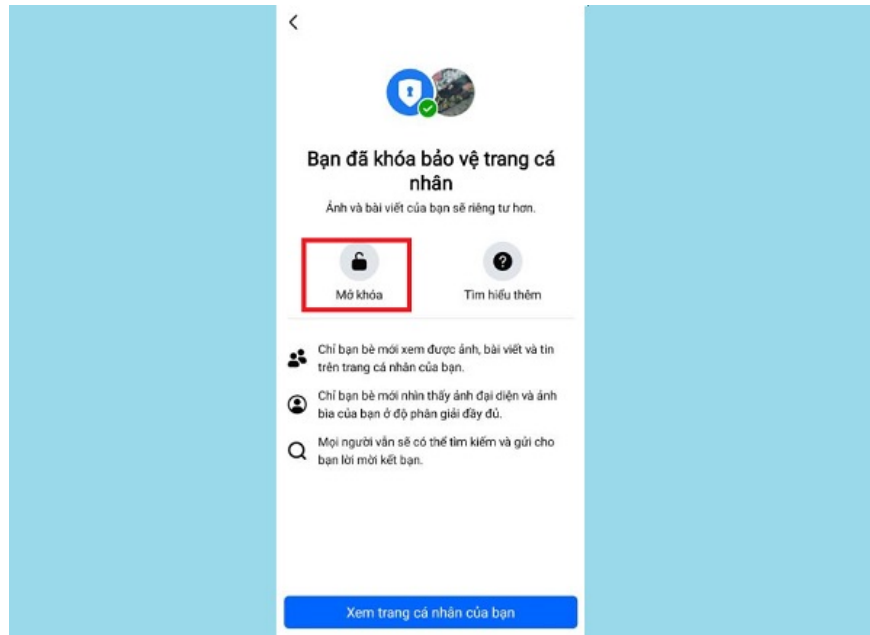 Bạn đã khóa bảo vệ trang cá
nhân
Ảnh và bài viết của bạn sẽ riêng tư hơn.
Mở khóa
Tìm hiểu thêm
Chỉ bạn bè mới xem được ảnh, bài viết và tin
trên trang cá nhân của bạn.
Chỉ bạn bè mới nhìn thấy ảnh đại diện và ảnh
bìa của bạn ở độ phân giải đầy đủ.
Mọi người vẫn sẽ có thể tìm kiếm và gửi cho
bạn lời mời kết bạn.
Xem trang cá nhân của bạn